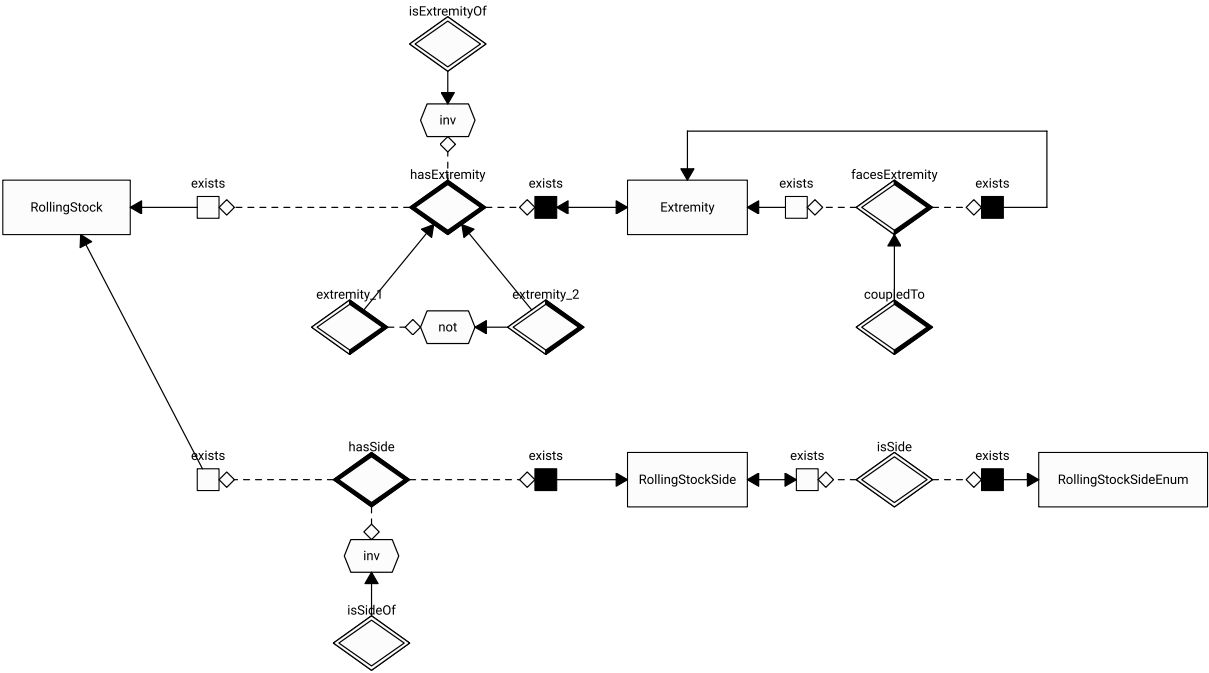 isExtremityOf
inv
hasExtremity
facesExtremity
exists
exists
exists
exists
RollingStock
Extremity
extremity_1
extremity_2
coupledTo
not
hasSide
isSide
exists
exists
exists
exists
RollingStockSide
RollingStockSideEnum
inv
isSideOf